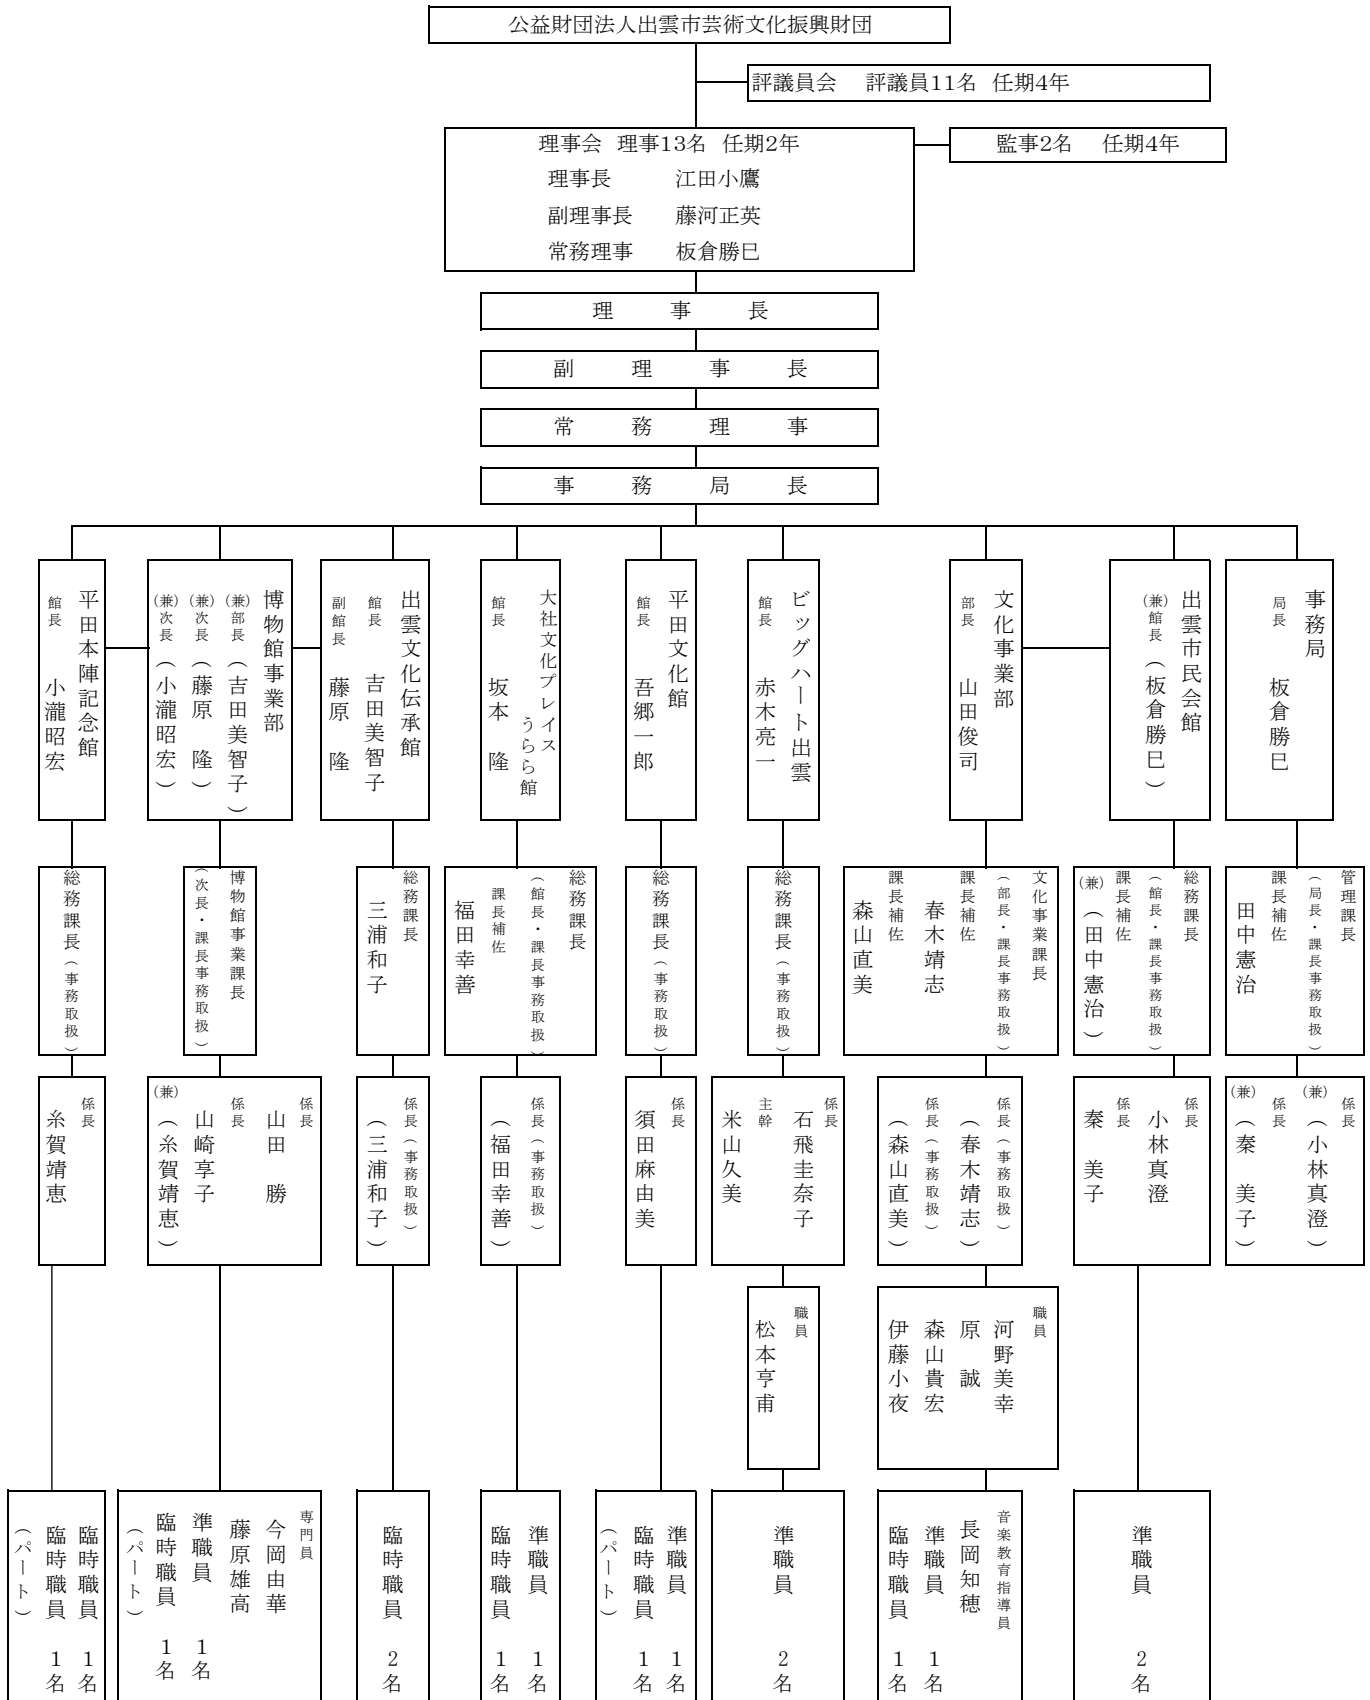 公益財団法人出雲市芸術文化振興財団
評議員会 評議員11名 任期4年
理事会 理事13名 任期2年
監事2名 任期4年
理事長 江田小鷹
副理事長 藤河正英
常務理事 板倉勝巳
理事長
副理事長
常務理事
事務局長
事務局
局長 板倉勝巳
出雲市民会館
(兼)館長(板倉勝巳)
文化事業部
部長 山田俊司
ビッグハート出雲
館長 赤木亮一
平田文化館
館長 吾郷一郎
大社文化プレイス
うらら館
館長 坂本 隆
出雲文化伝承館
館長 吉田美智子
副館長 藤原 隆
博物館事業部
(兼)部長(吉田美智子)
(兼)次長(藤原 隆)
(兼)次長(小瀧昭宏)
平田本陣記念館
館長 小瀧昭宏
管理課長
(局長・課長事務取扱)
課長補佐
田中憲治
総務課長
(館長・課長事務取扱)
課長補佐
(兼)(田中憲治)
文化事業課長
(部長・課長事務取扱)
春木靖志
課長補佐
森山直美
課長補佐
総務課長(事務取扱)
総務課長(事務取扱)
総務課長
(館長・課長事務取扱)
課長補佐
福田幸善
総務課長
三浦和子
博物館事業課長
(次長・課長事務取扱)
総務課長(事務取扱)
係長
(兼)(小林真澄)
係長
(兼)(秦 美子)
係長
小林真澄
係長
秦 美子
係長(事務取扱)
(春木靖志)
係長(事務取扱)
(森山直美)
係長
石飛圭奈子
主幹
米山久美
係長
須田麻由美
係長(事務取扱)
(福田幸善)
係長(事務取扱)
(三浦和子)
係長
山田 勝
係長
山崎享子
(兼)(糸賀靖恵)
係長
糸賀靖恵
職員
河野美幸
原 誠
森山貴宏
伊藤小夜
職員
松本亨甫
準職員 2名
音楽教育指導員
長岡知穂
準職員 1名
臨時職員 1名
準職員 2名
準職員 1名
臨時職員 1名
(パート)
準職員 1名
臨時職員 1名
臨時職員 2名
専門員
今岡由華
藤原雄高
準職員 1名
臨時職員 1名
(パート)
臨時職員 1名
臨時職員 1名
(パート)